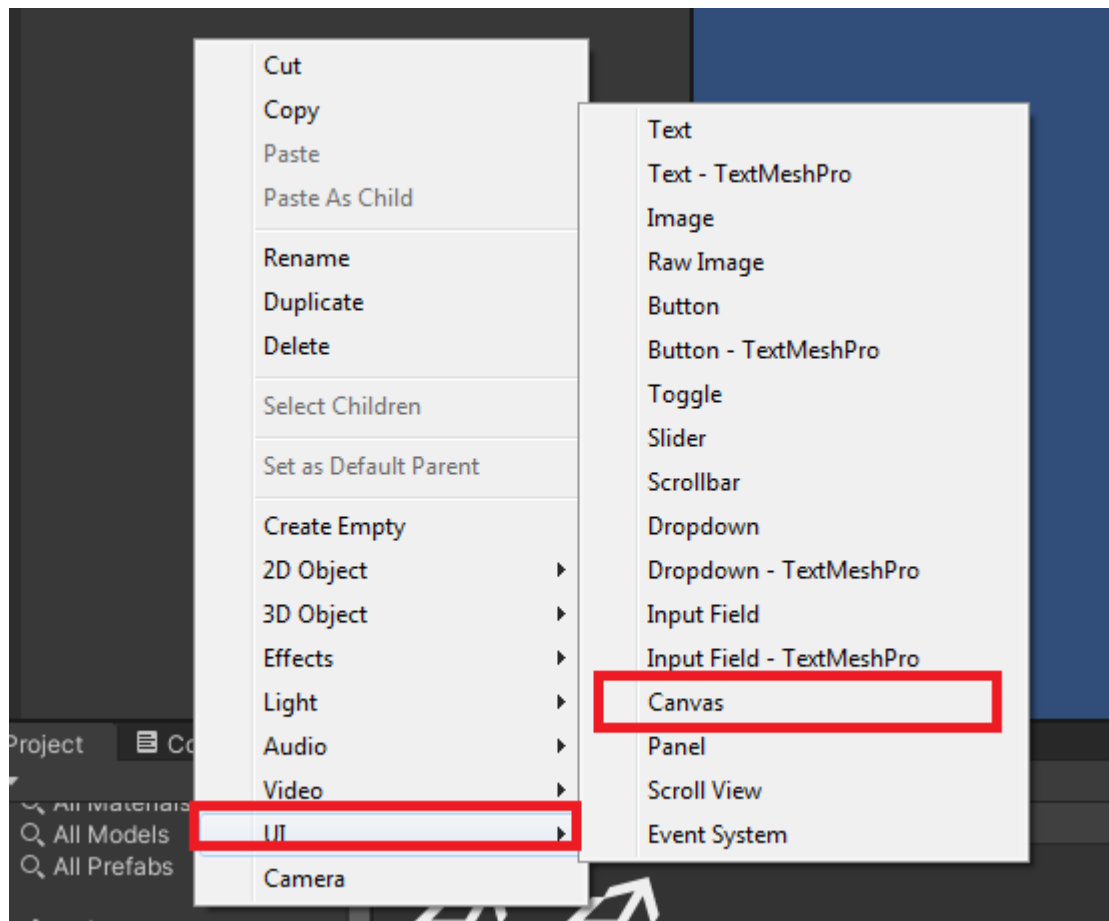 Cut
Copy
Paste
Paste As Child
Rename
Duplicate
Delete
Select Children
Set as Default Parent
Create Empty
2D Object
3D Object
Effects
Light
Audio
Video
UI
Camera
Text
Text - TextMeshPro
Image
Raw Image
Button
Button - TextMeshPro
Toggle
Slider
Scrollbar
Dropdown
Dropdown - TextMeshPro
Input Field
Input Field - TextMeshPro
Canvas
Panel
Scroll View
Event System
Project
Co
All Materials
All Models
All Prefabs